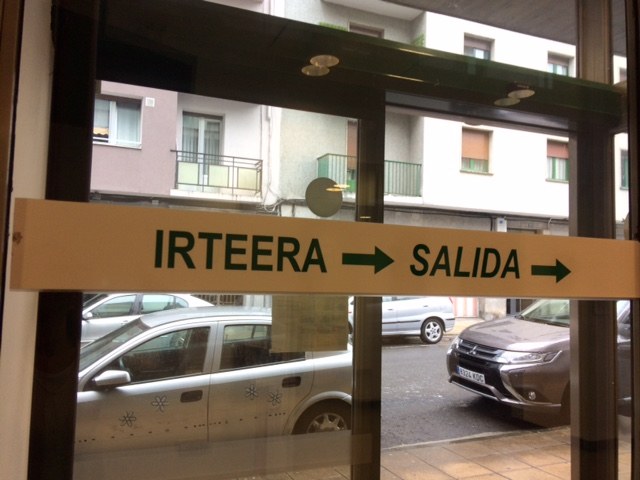 IRTEERA → SALIDA →